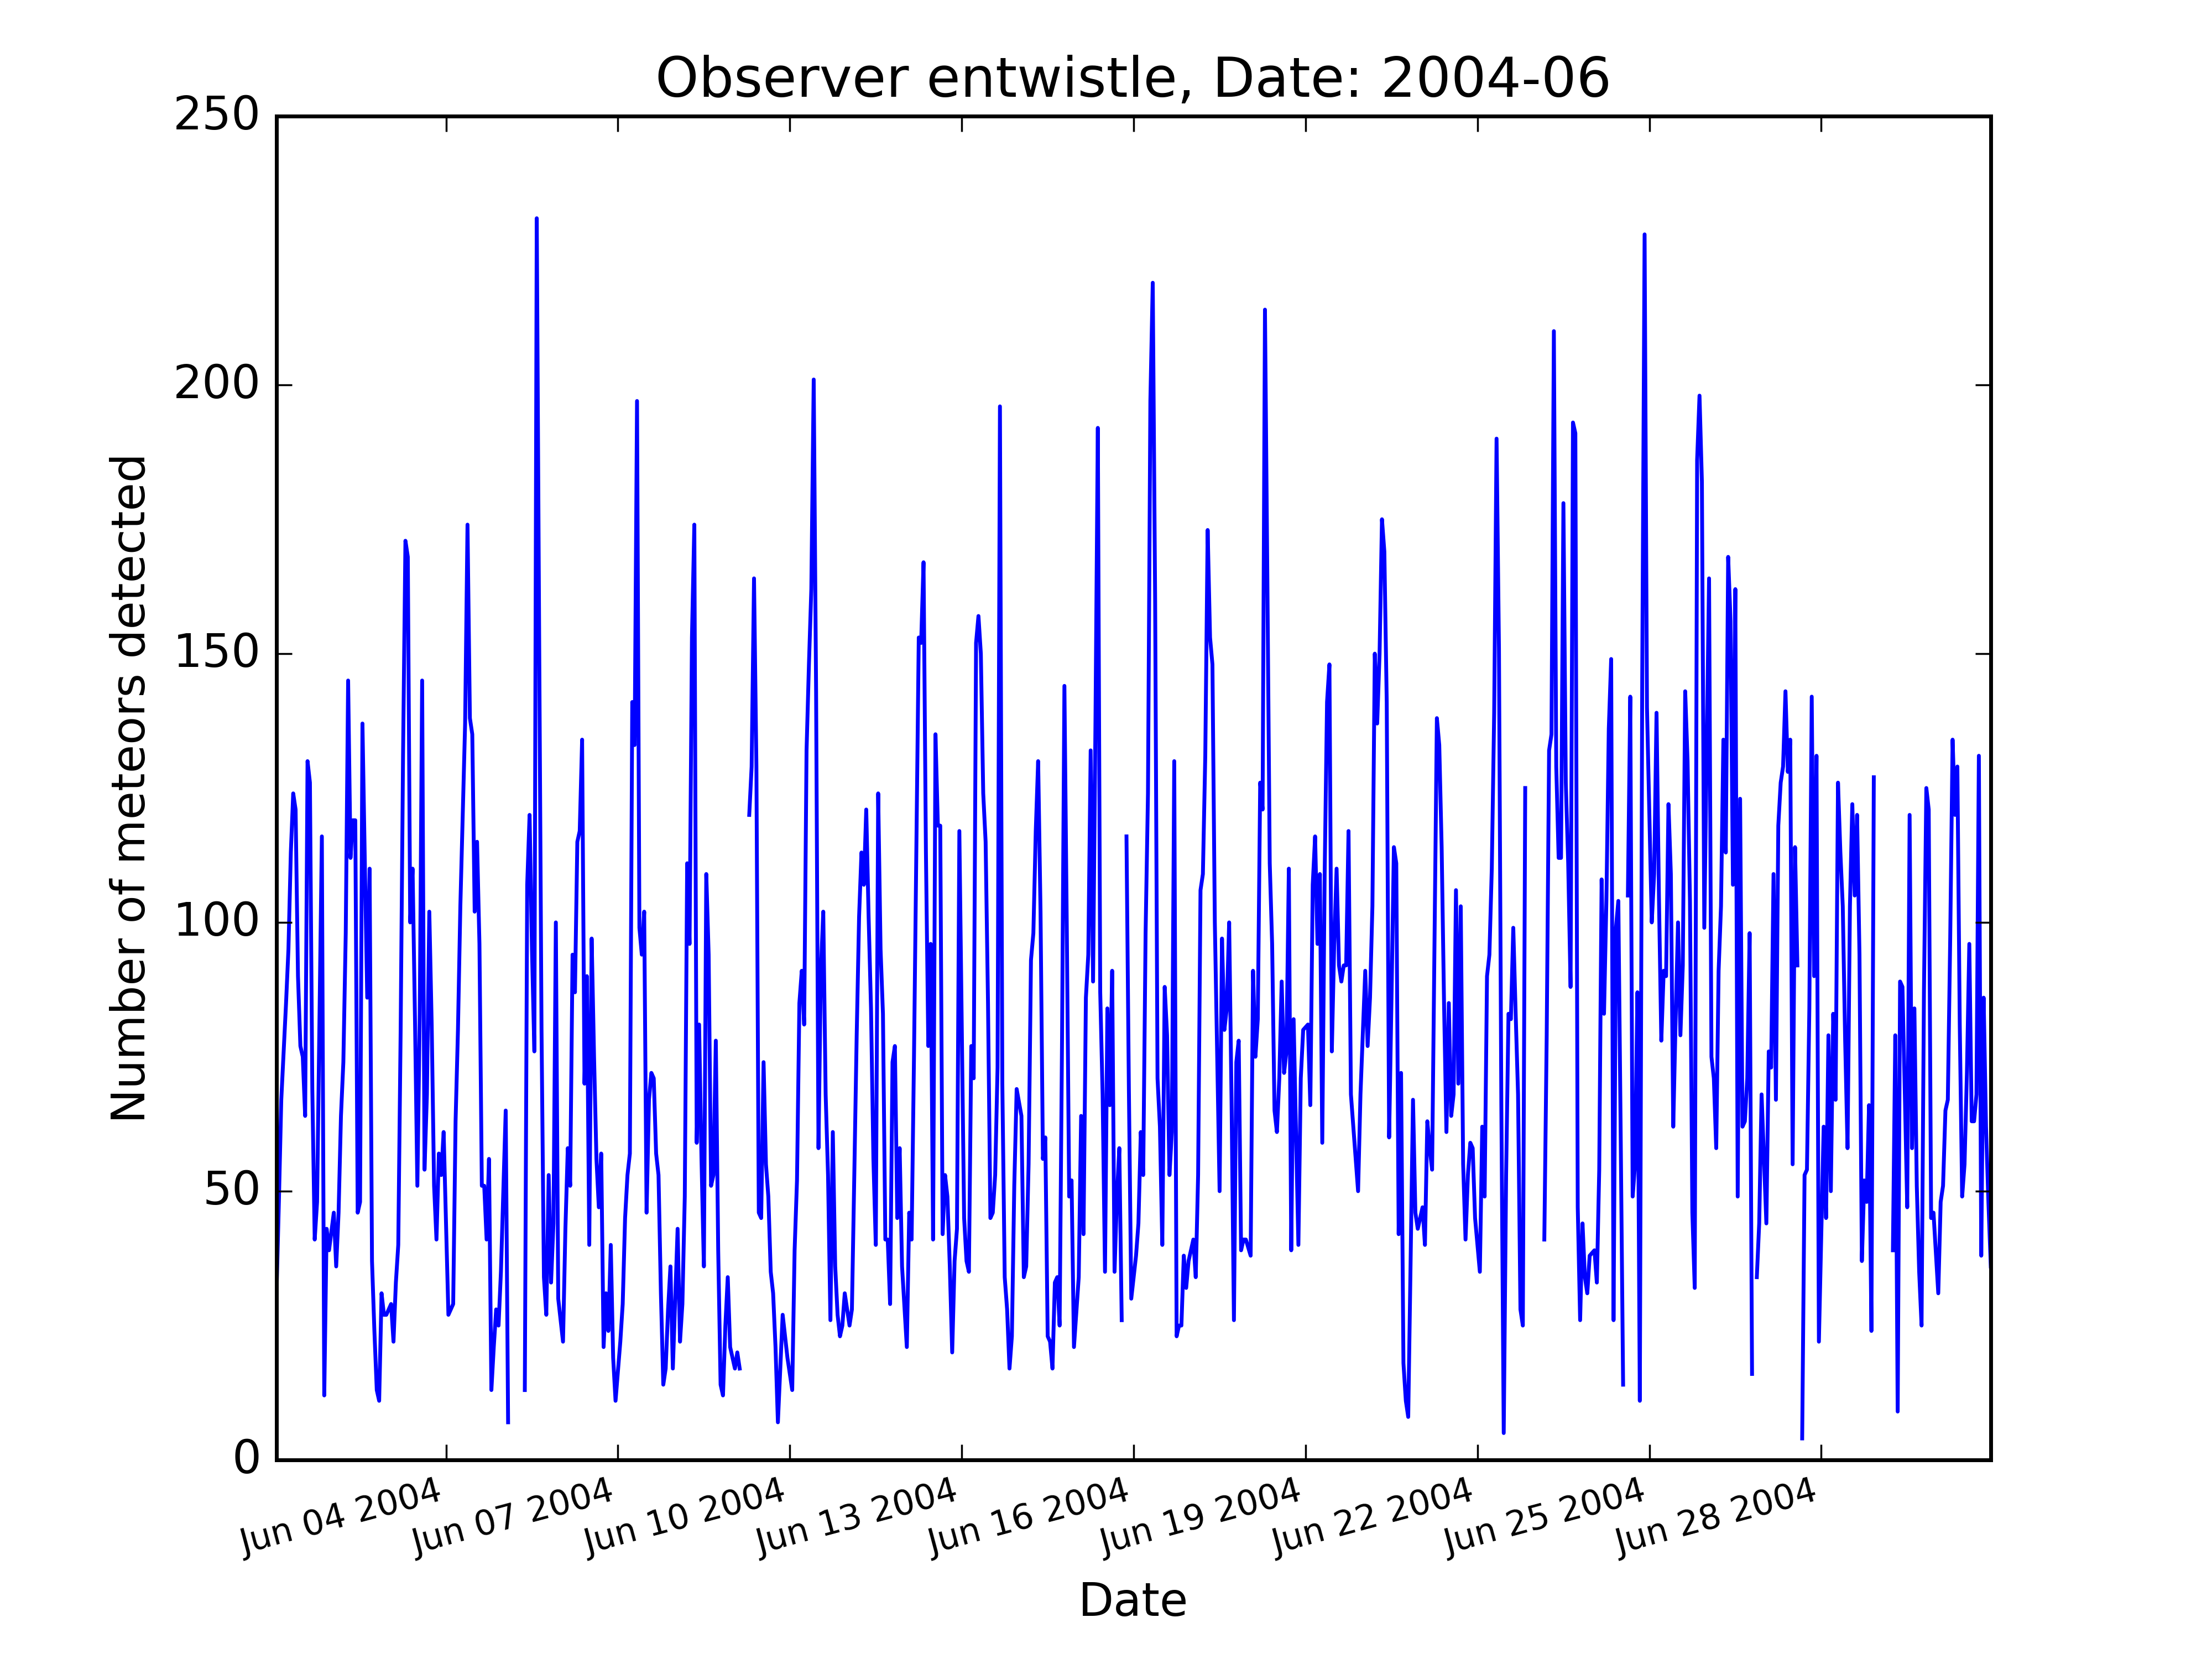 Observer entwistle, Date: 2004-06
250
200
150
100
50
0
Number of meteors detected
Jun 04 2004
Jun 07 2004
Jun 10 2004
Jun 13 2004
Jun 16 2004
Jun 19 2004
Jun 22 2004
Jun 25 2004
Jun 28 2004
Date